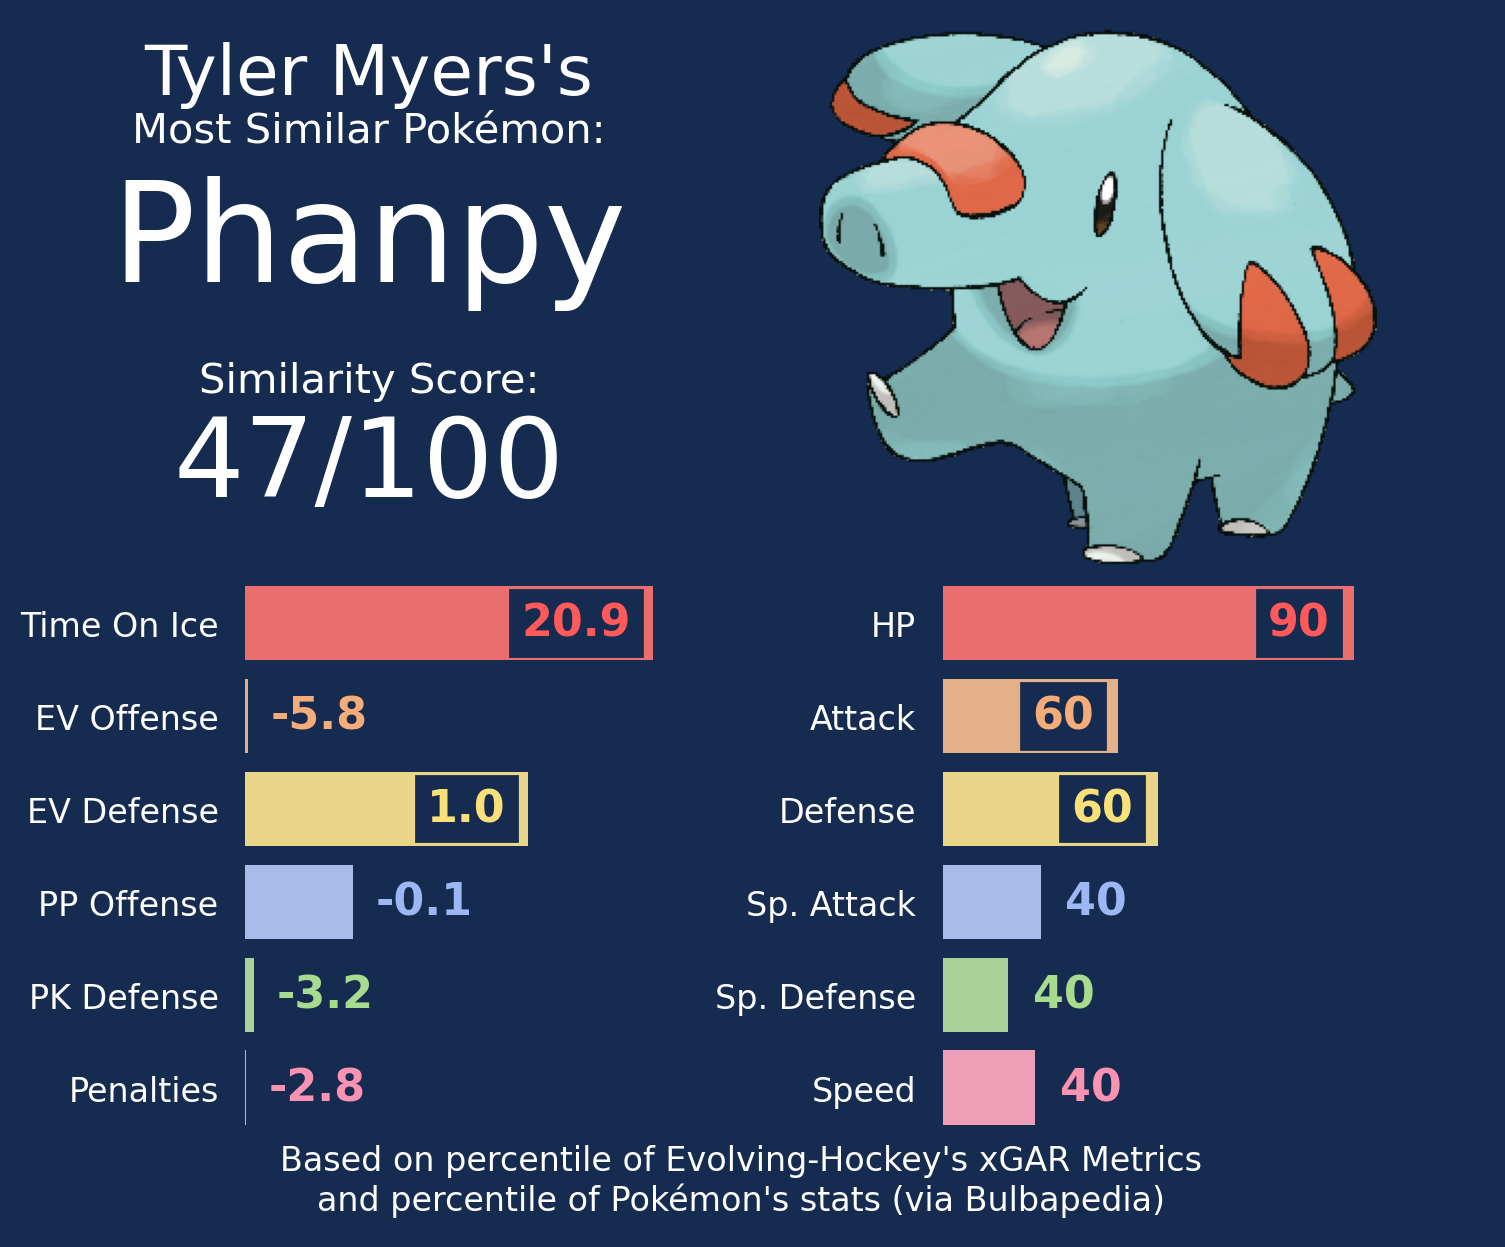 Tyler Myers's
Most Similar Pokémon:
Phanpy
Similarity Score:
47/100
Time On Ice 20.9
EV Offense -5.8
EV Defense 1.0
PP Offense -0.1
PK Defense -3.2
Penalties -2.8
HP 90
Attack 60
Defense 60
Sp. Attack 40
Sp. Defense 40
Speed 40
Based on percentile of Evolving-Hockey's xGAR Metrics
and percentile of Pokémon's stats (via Bulbapedia)